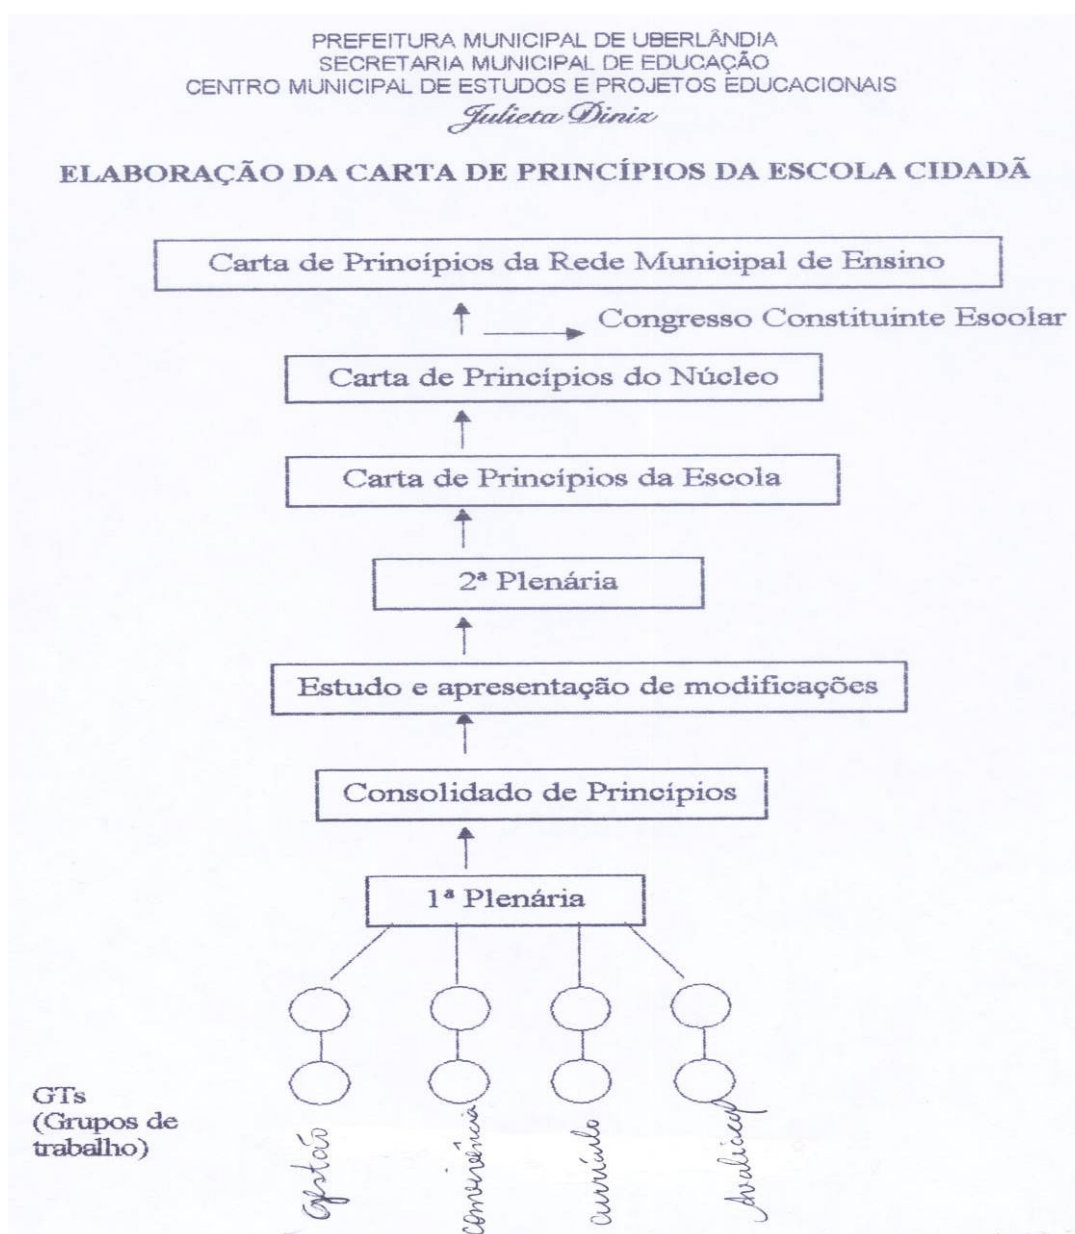 PREFEITURA MUNICIPAL DE UBERLÂNDIA
SECRETARIA MUNICIPAL DE EDUCAÇÃO
CENTRO MUNICIPAL DE ESTUDOS E PROJETOS EDUCACIONAIS
Julieta Diniz
ELABORAÇÃO DA CARTA DE PRINCÍPIOS DA ESCOLA CIDADÃ
Carta de Princípios da Rede Municipal de Ensino
Congresso Constituinte Escolar
Carta de Princípios do Núcleo
Carta de Princípios da Escola
2ª Plenária
Estudo e apresentação de modificações
Consolidado de Princípios
1ª Plenária
GTs
(Grupos de
trabalho)
Gestão
convivência
currículo
Avaliação